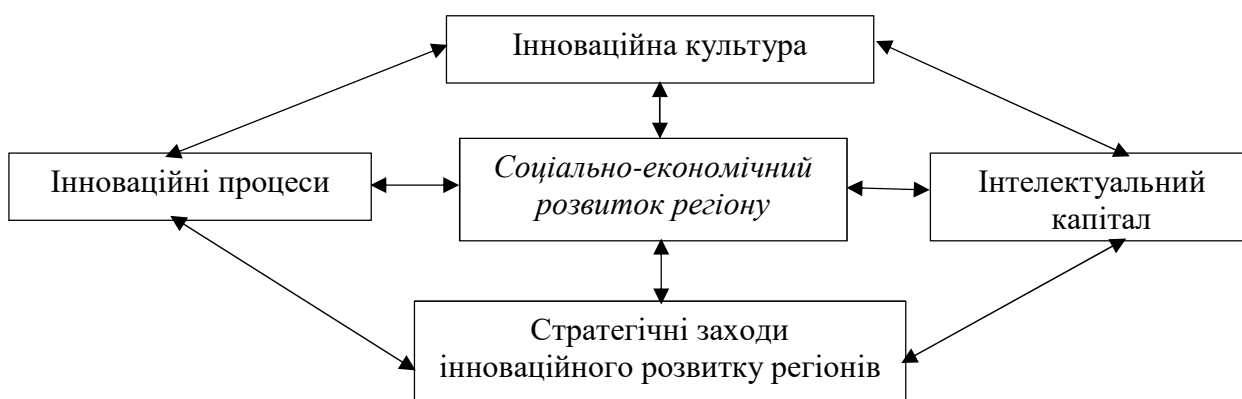 Інноваційна культура
Інноваційні процеси
Соціально-економічний
розвиток регіону
Інтелектуальний
капітал
Стратегічні заходи
інноваційного розвитку регіонів